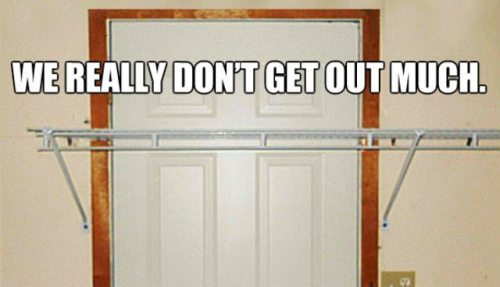 WE REALLY DON'T GET OUT MUCH.